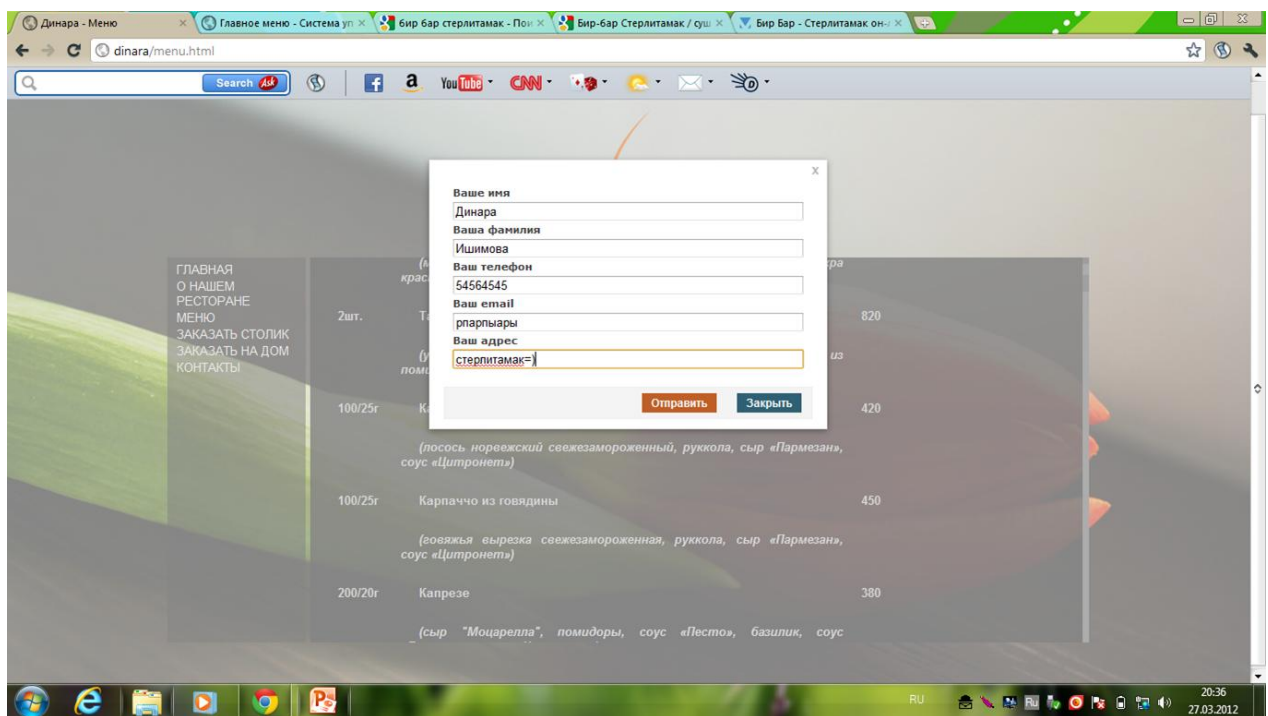 Динара - Меню
Главное меню - Система уп
бир бар стерлитамак - Пои
Бир-бар Стерлитамак / суш
Бир Бар - Стерлитамак он-л
dinara/menu.html
Search Ask
a YouTube CNN
x
Ваше имя
Динара
Ваша фамилия
Ишимова
Ваш телефон
54564545
Ваш email
рпарпыары
Ваш адрес
стерлитамак=)
Отправить Закрыть
ГЛАВНАЯ
О НАШЕМ
РЕСТОРАНЕ
МЕНЮ
ЗАКАЗАТЬ СТОЛИК
ЗАКАЗАТЬ НА ДОМ
КОНТАКТЫ
2шт. 820
из
100/25г 420
(лосось норвежский свежезамороженный, руккола, сыр «Пармезан»,
соус «Цитронет»)
100/25г Карпаччо из говядины 450
(говяжья вырезка свежезамороженная, руккола, сыр «Пармезан»,
соус «Цитронет»)
200/20г Капрезе 380
(сыр "Моцарелла", помидоры, соус «Песто», базилик, соус
RU Ru 20:36
27.03.2012